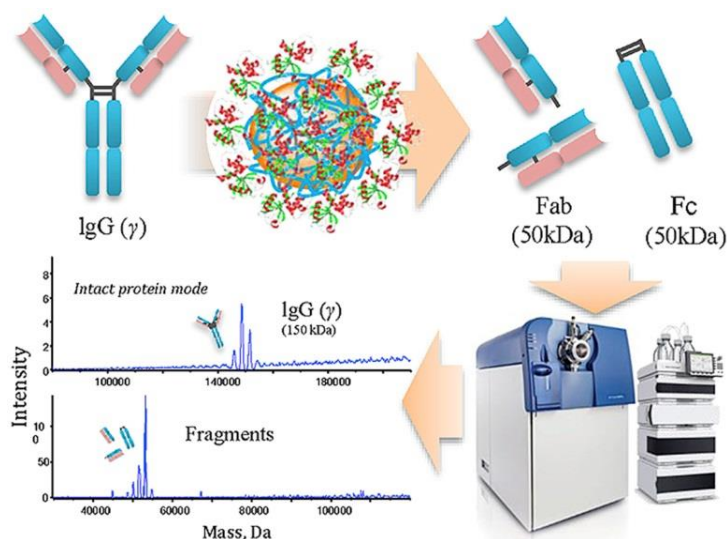 IgG (γ)
Fab
(50kDa)
Fc
(50kDa)
Intact protein mode
IgG (γ)
(150 kDa)
8
6
4
2
0
100000
140000
180000
Intensity
Fragments
10
0
50
0
40000
60000
80000
100000
Mass, Da